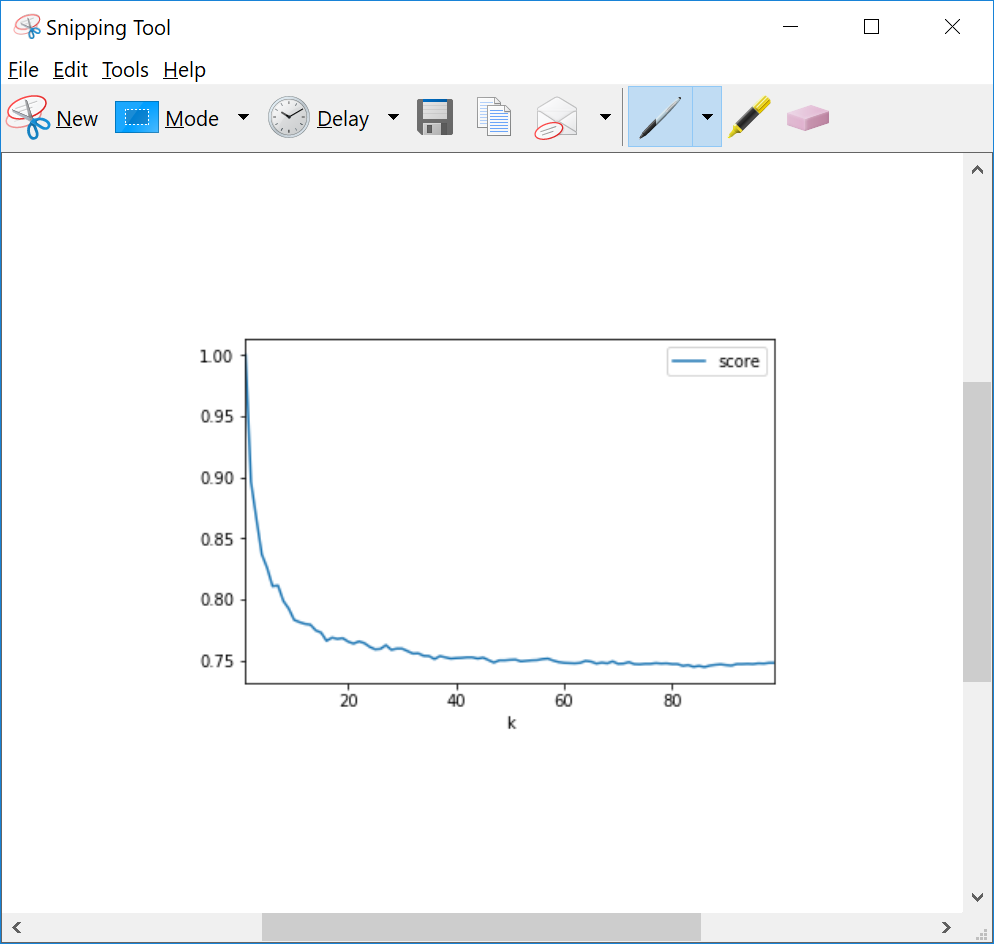 Snipping Tool
File Edit Tools Help
New Mode Delay
score
1.00
0.95
0.90
0.85
0.80
0.75
20 40 60 80
k